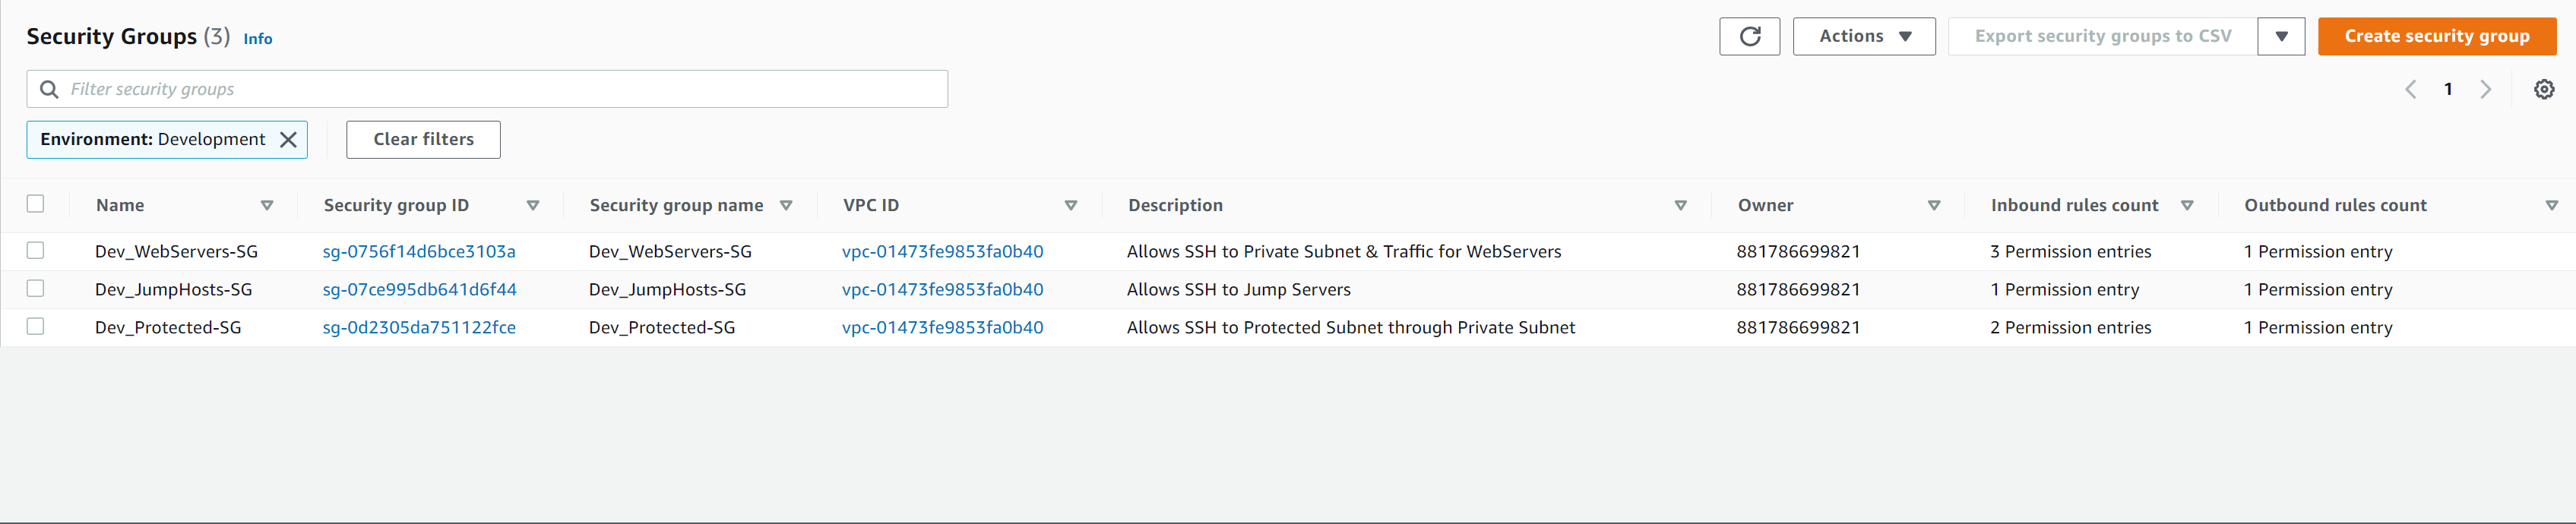 Security Groups (3) Info
Actions
Export security groups to CSV
Create security group
Filter security groups
1
Environment: Development
Clear filters
Name Security group ID Security group name VPC ID Description Owner Inbound rules count Outbound rules count
Dev_WebServers-SG sg-0756f14d6bce3103a Dev_WebServers-SG vpc-01473fe9853fa0b40 Allows SSH to Private Subnet & Traffic for WebServers 881786699821 3 Permission entries 1 Permission entry
Dev_JumpHosts-SG sg-07ce995db641d6f44 Dev_JumpHosts-SG vpc-01473fe9853fa0b40 Allows SSH to Jump Servers 881786699821 1 Permission entry 1 Permission entry
Dev_Protected-SG sg-0d2305da751122fce Dev_Protected-SG vpc-01473fe9853fa0b40 Allows SSH to Protected Subnet through Private Subnet 881786699821 2 Permission entries 1 Permission entry